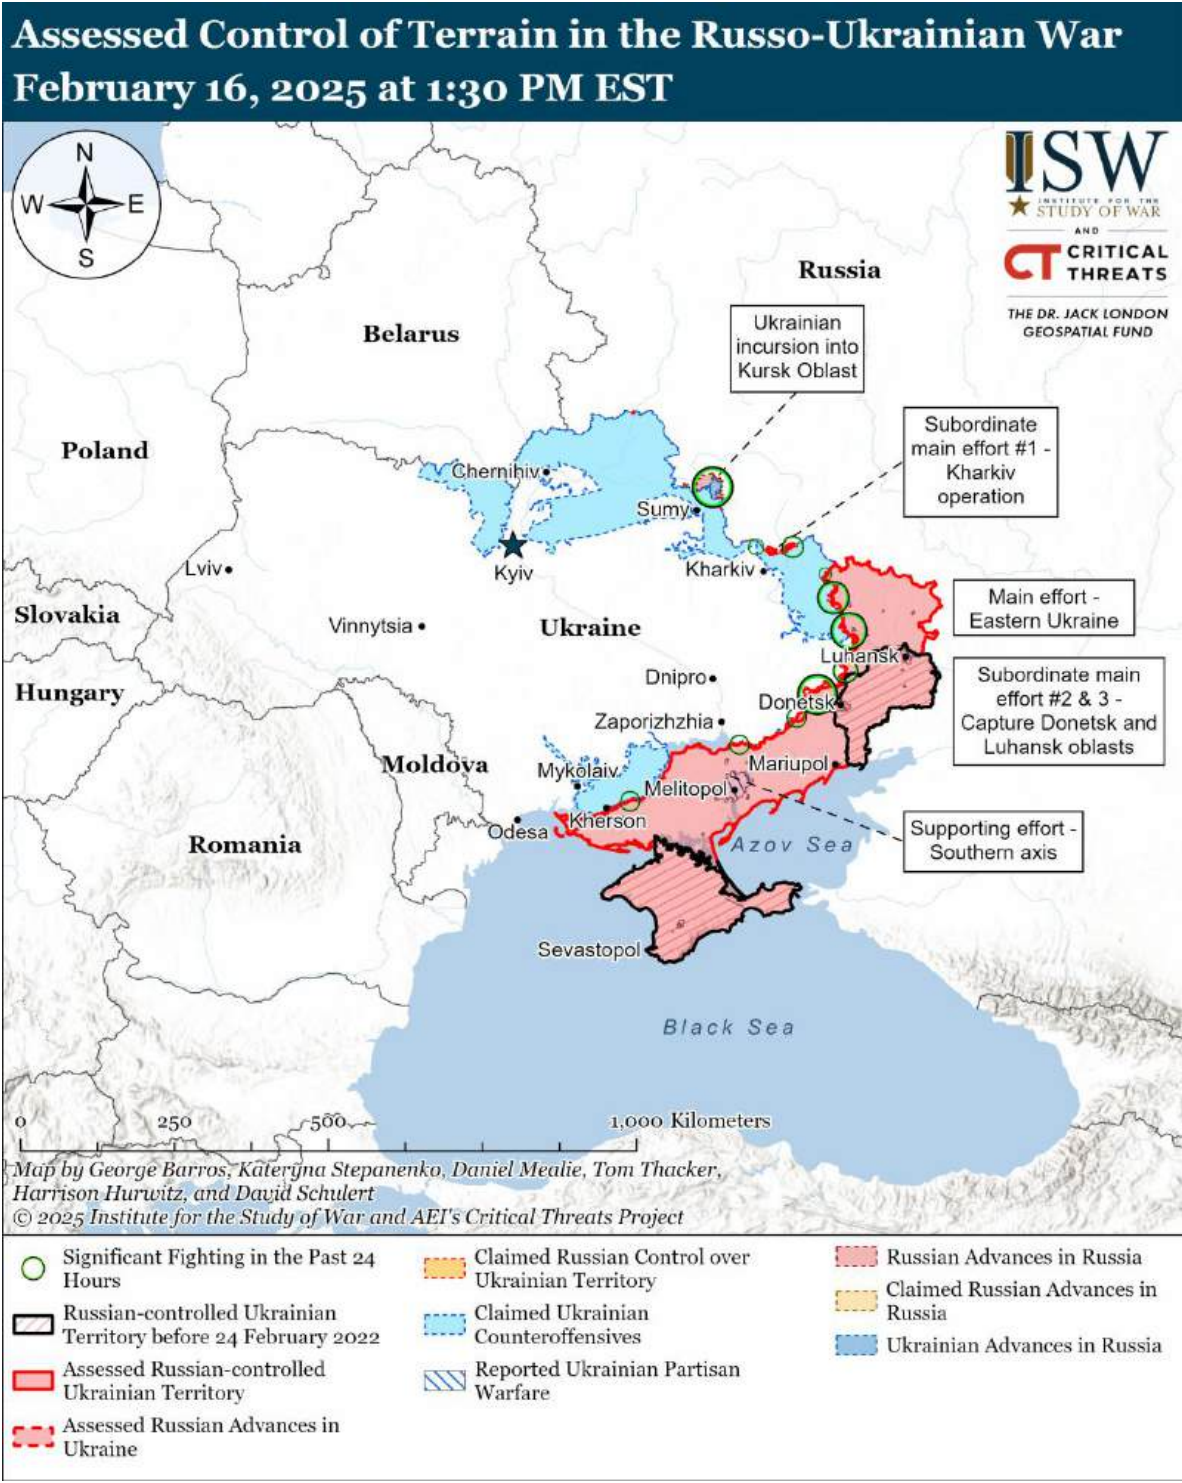 Assessed Control of Terrain in the Russo-Ukrainian War
February 16, 2025 at 1:30 PM EST
N
W
E
S
ISW
INSTITUTE FOR THE
STUDY OF WAR
AND
CT CRITICAL
THREATS
THE DR. JACK LONDON
GEOSPATIAL FUND
Russia
Ukrainian
incursion into
Kursk Oblast
Belarus
Subordinate
main effort #1 -
Kharkiv
operation
Poland
Chernihiv
Sumy
Lviv
Kyiv
Kharkiv
Main effort -
Eastern Ukraine
Slovakia
Vinnytsia
Ukraine
Luhansk
Subordinate main
effort #2 & 3 -
Capture Donetsk and
Luhansk oblasts
Hungary
Dnipro
Donetsk
Zaporizhzhia
Moldova
Mykolaiv
Mariupol
Melitopol
Kherson
Odesa
Romania
Azov Sea
Supporting effort -
Southern axis
Sevastopol
Black Sea
0
250
500
1,000 Kilometers
Map by George Barros, Kateryna Stepanenko, Daniel Mealie, Tom Thacker,
Harrison Hurwitz, and David Schulert
© 2025 Institute for the Study of War and AEI's Critical Threats Project
Significant Fighting in the Past 24
Hours
Russian-controlled Ukrainian
Territory before 24 February 2022
Assessed Russian-controlled
Ukrainian Territory
Assessed Russian Advances in
Ukraine
Claimed Russian Control over
Ukrainian Territory
Claimed Ukrainian
Counteroffensives
Reported Ukrainian Partisan
Warfare
Russian Advances in Russia
Claimed Russian Advances in
Russia
Ukrainian Advances in Russia